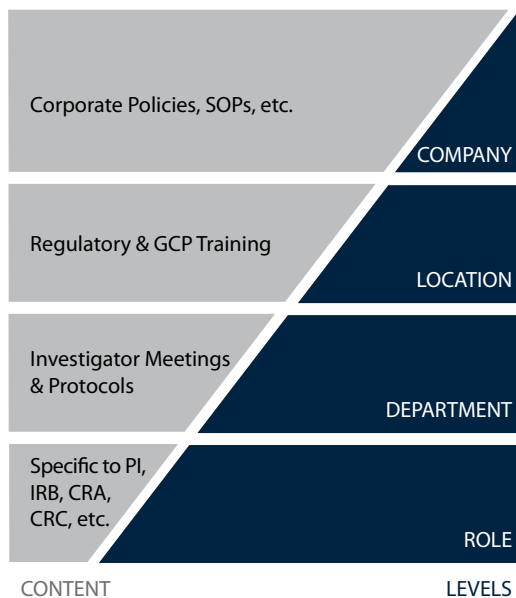 Corporate Policies, SOPs, etc.
COMPANY
Regulatory & GCP Training
LOCATION
Investigator Meetings
& Protocols
DEPARTMENT
Specific to PI,
IRB, CRA,
CRC, etc.
ROLE
CONTENT
LEVELS